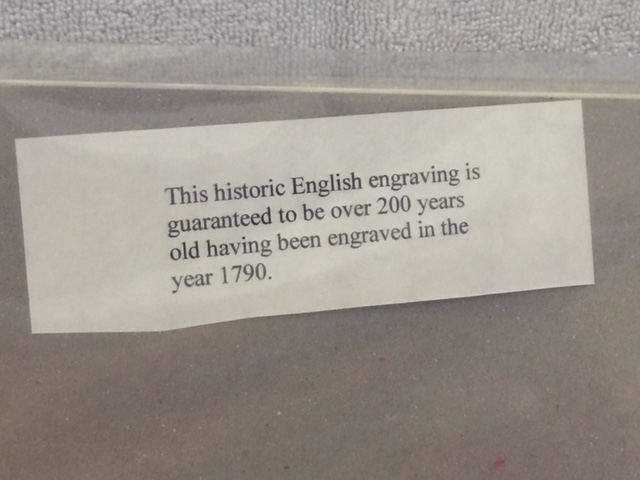 This historic English engraving is
guaranteed to be over 200 years
old having been engraved in the
year 1790.